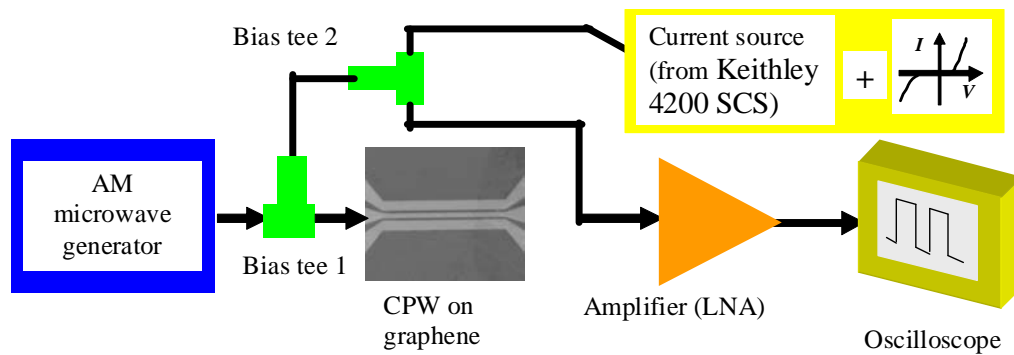 Bias tee 2
Current source
(from Keithley
4200 SCS)
+
I
V
AM
microwave
generator
Bias tee 1
CPW on
graphene
Amplifier (LNA)
Oscilloscope